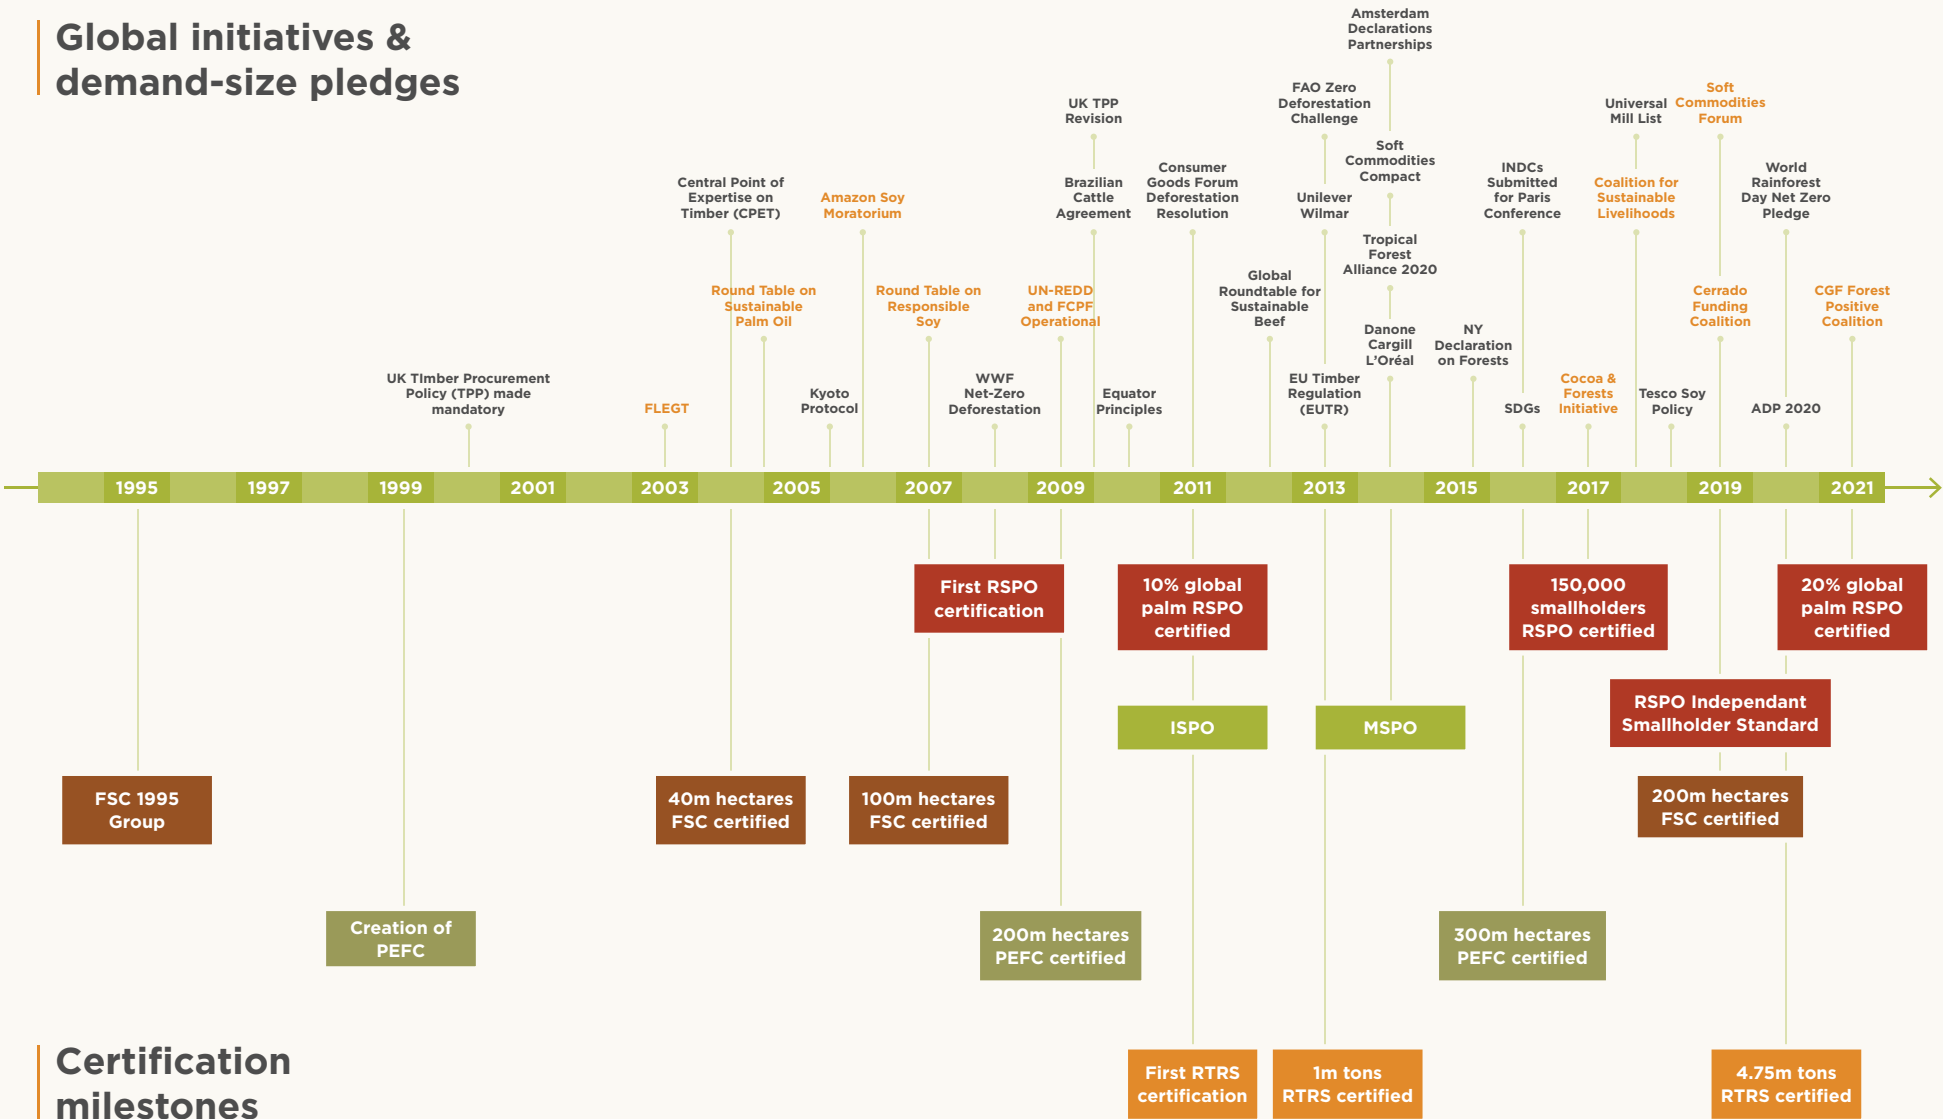 Global initiatives &
demand-size pledges
Amsterdam
Declarations
Partnerships
UK TPP
Revision
FAO Zero
Deforestation
Challenge
Universal
Mill List
Soft
Commodities
Forum
Central Point of
Expertise on
Timber (CPET)
Amazon Soy
Moratorium
Brazilian
Cattle
Agreement
Consumer
Goods Forum
Deforestation
Resolution
Unilever
Wilmar
Soft
Commodities
Compact
INDCs
Submitted
for Paris
Conference
Coalition for
Sustainable
Livelihoods
World
Rainforest
Day Net Zero
Pledge
Round Table on
Sustainable
Palm Oil
Round Table on
Responsible
Soy
UN-REDD
and FCPF
Operational
Global
Roundtable for
Sustainable
Beef
Tropical
Forest
Alliance 2020
Cerrado
Funding
Coalition
CGF Forest
Positive
Coalition
UK TImber Procurement
Policy (TPP) made
mandatory
FLEGT
Kyoto
Protocol
WWF
Net-Zero
Deforestation
Equator
Principles
EU Timber
Regulation
(EUTR)
Danone
Cargill
L'Oréal
NY
Declaration
on Forests
SDGs
Cocoa &
Forests
Initiative
Tesco Soy
Policy
ADP 2020
1995
1997
1999
2001
2003
2005
2007
2009
2011
2013
2015
2017
2019
2021
First RSPO
certification
10% global
palm RSPO
certified
150,000
smallholders
RSPO certified
20% global
palm RSPO
certified
ISPO
MSPO
RSPO Independant
Smallholder Standard
FSC 1995
Group
40m hectares
FSC certified
100m hectares
FSC certified
200m hectares
FSC certified
Creation of
PEFC
200m hectares
PEFC certified
300m hectares
PEFC certified
Certification
milestones
First RTRS
certification
1m tons
RTRS certified
4.75m tons
RTRS certified